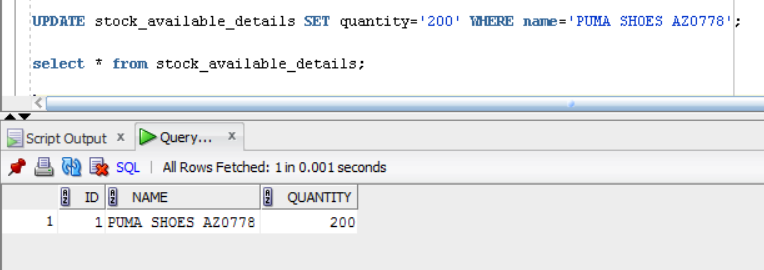 UPDATE stock_available_details SET quantity='200' WHERE name='PUMA SHOES AZ0778';
select * from stock_available_details;
Script Output x Query... x
SQL | All Rows Fetched: 1 in 0.001 seconds
ID NAME QUANTITY
1 1 PUMA SHOES AZ0778 200